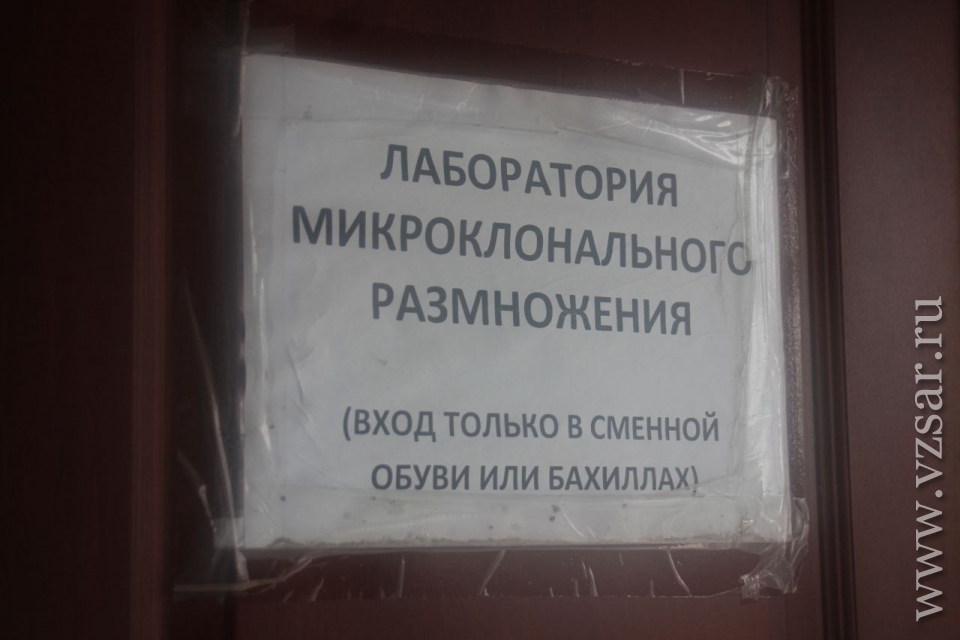 ЛАБОРАТОРИЯ
МИКРОКЛОНАЛЬНОГО
РАЗМНОЖЕНИЯ
(ВХОД ТОЛЬКО В СМЕННОЙ
ОБУВИ ИЛИ БАХИЛЛАХ)
www.vzsar.ru